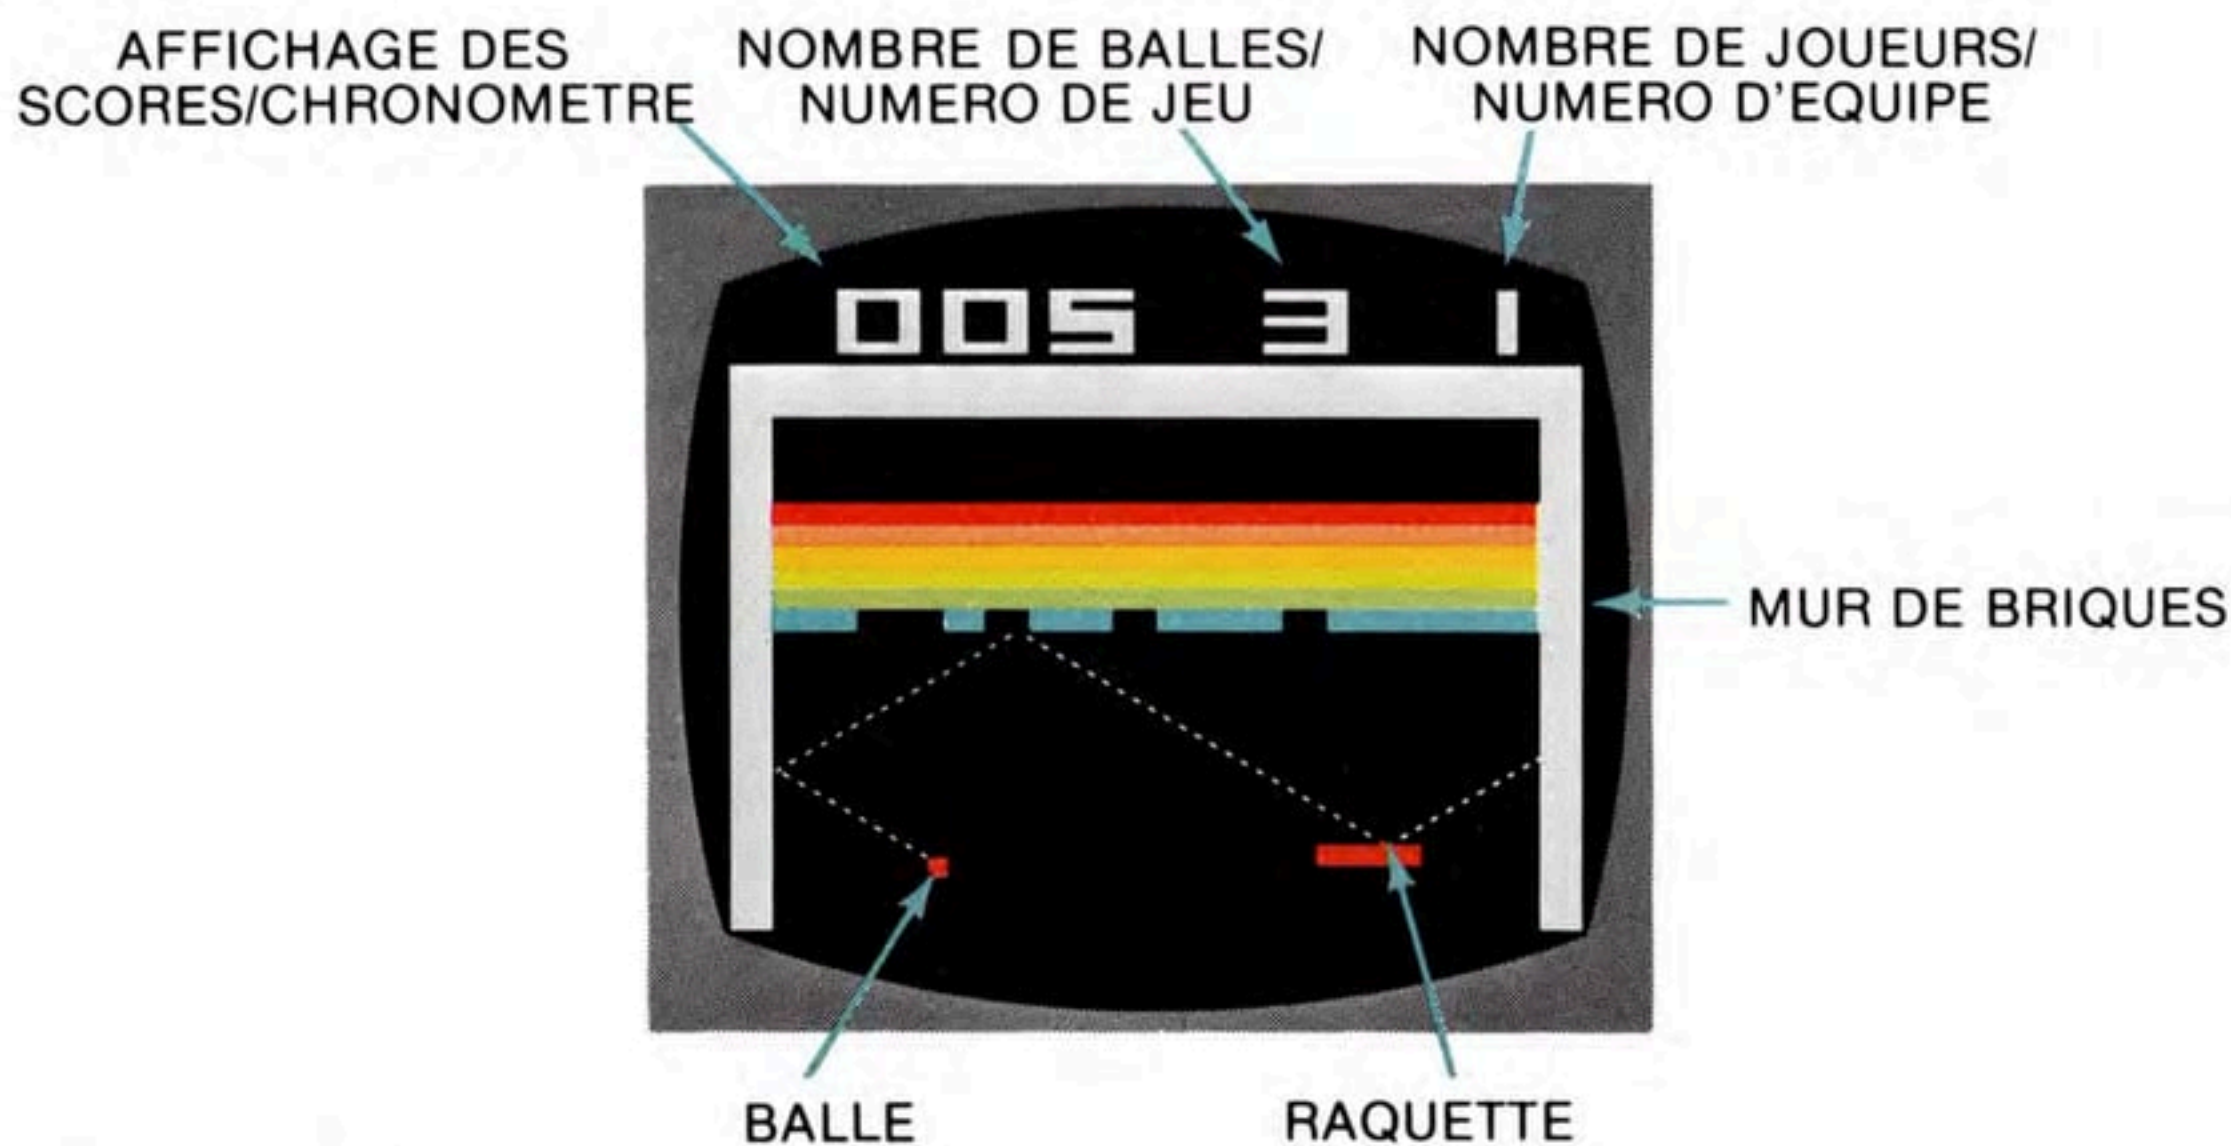 AFFICHAGE DES
SCORES/CHRONOMETRE
NOMBRE DE BALLES/
NUMERO DE JEU
NOMBRE DE JOUEURS/
NUMERO D'EQUIPE
005 3 1
MUR DE BRIQUES
BALLE
RAQUETTE